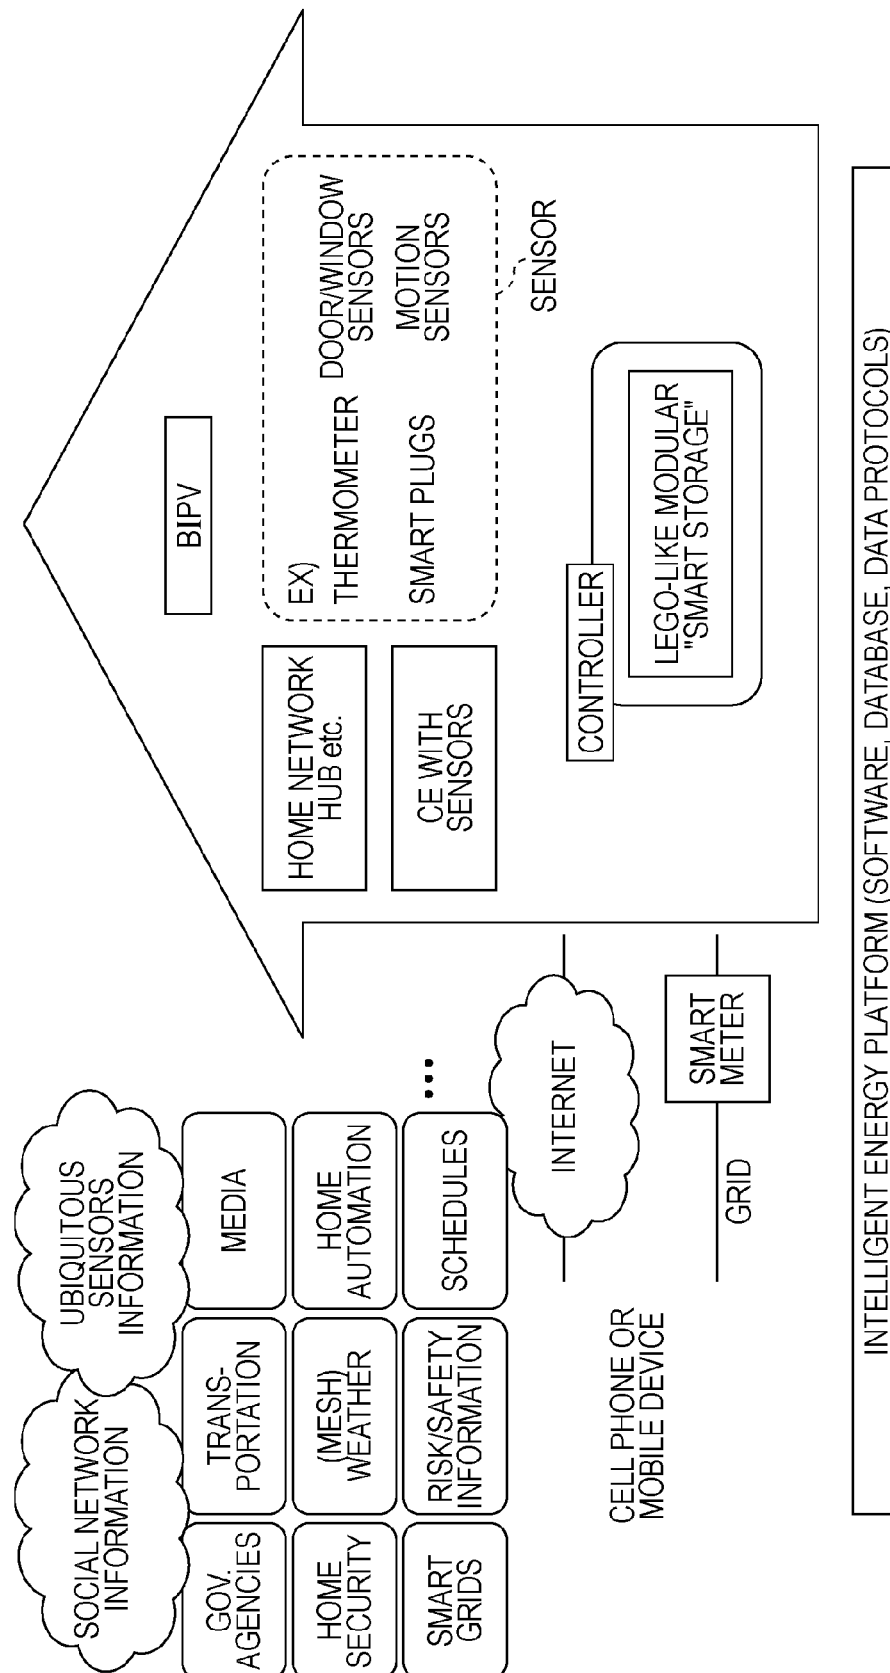 SOCIAL NETWORK
INFORMATION
UBIQUITOUS
SENSORS
INFORMATION
GOV.
AGENCIES
TRANS-
PORTATION
MEDIA
HOME
SECURITY
(MESH)
WEATHER
HOME
AUTOMATION
SMART
GRIDS
RISK/SAFETY
INFORMATION
SCHEDULES
...
CELL PHONE OR
MOBILE DEVICE
INTERNET
GRID
SMART
METER
BIPV
HOME NETWORK
HUB etc.
CE WITH
SENSORS
EX)
THERMOMETER
DOOR/WINDOW
SENSORS
SMART PLUGS
MOTION
SENSORS
SENSOR
CONTROLLER
LEGO-LIKE MODULAR
"SMART STORAGE"
INTELLIGENT ENERGY PLATFORM (SOFTWARE, DATABASE, DATA PROTOCOLS)